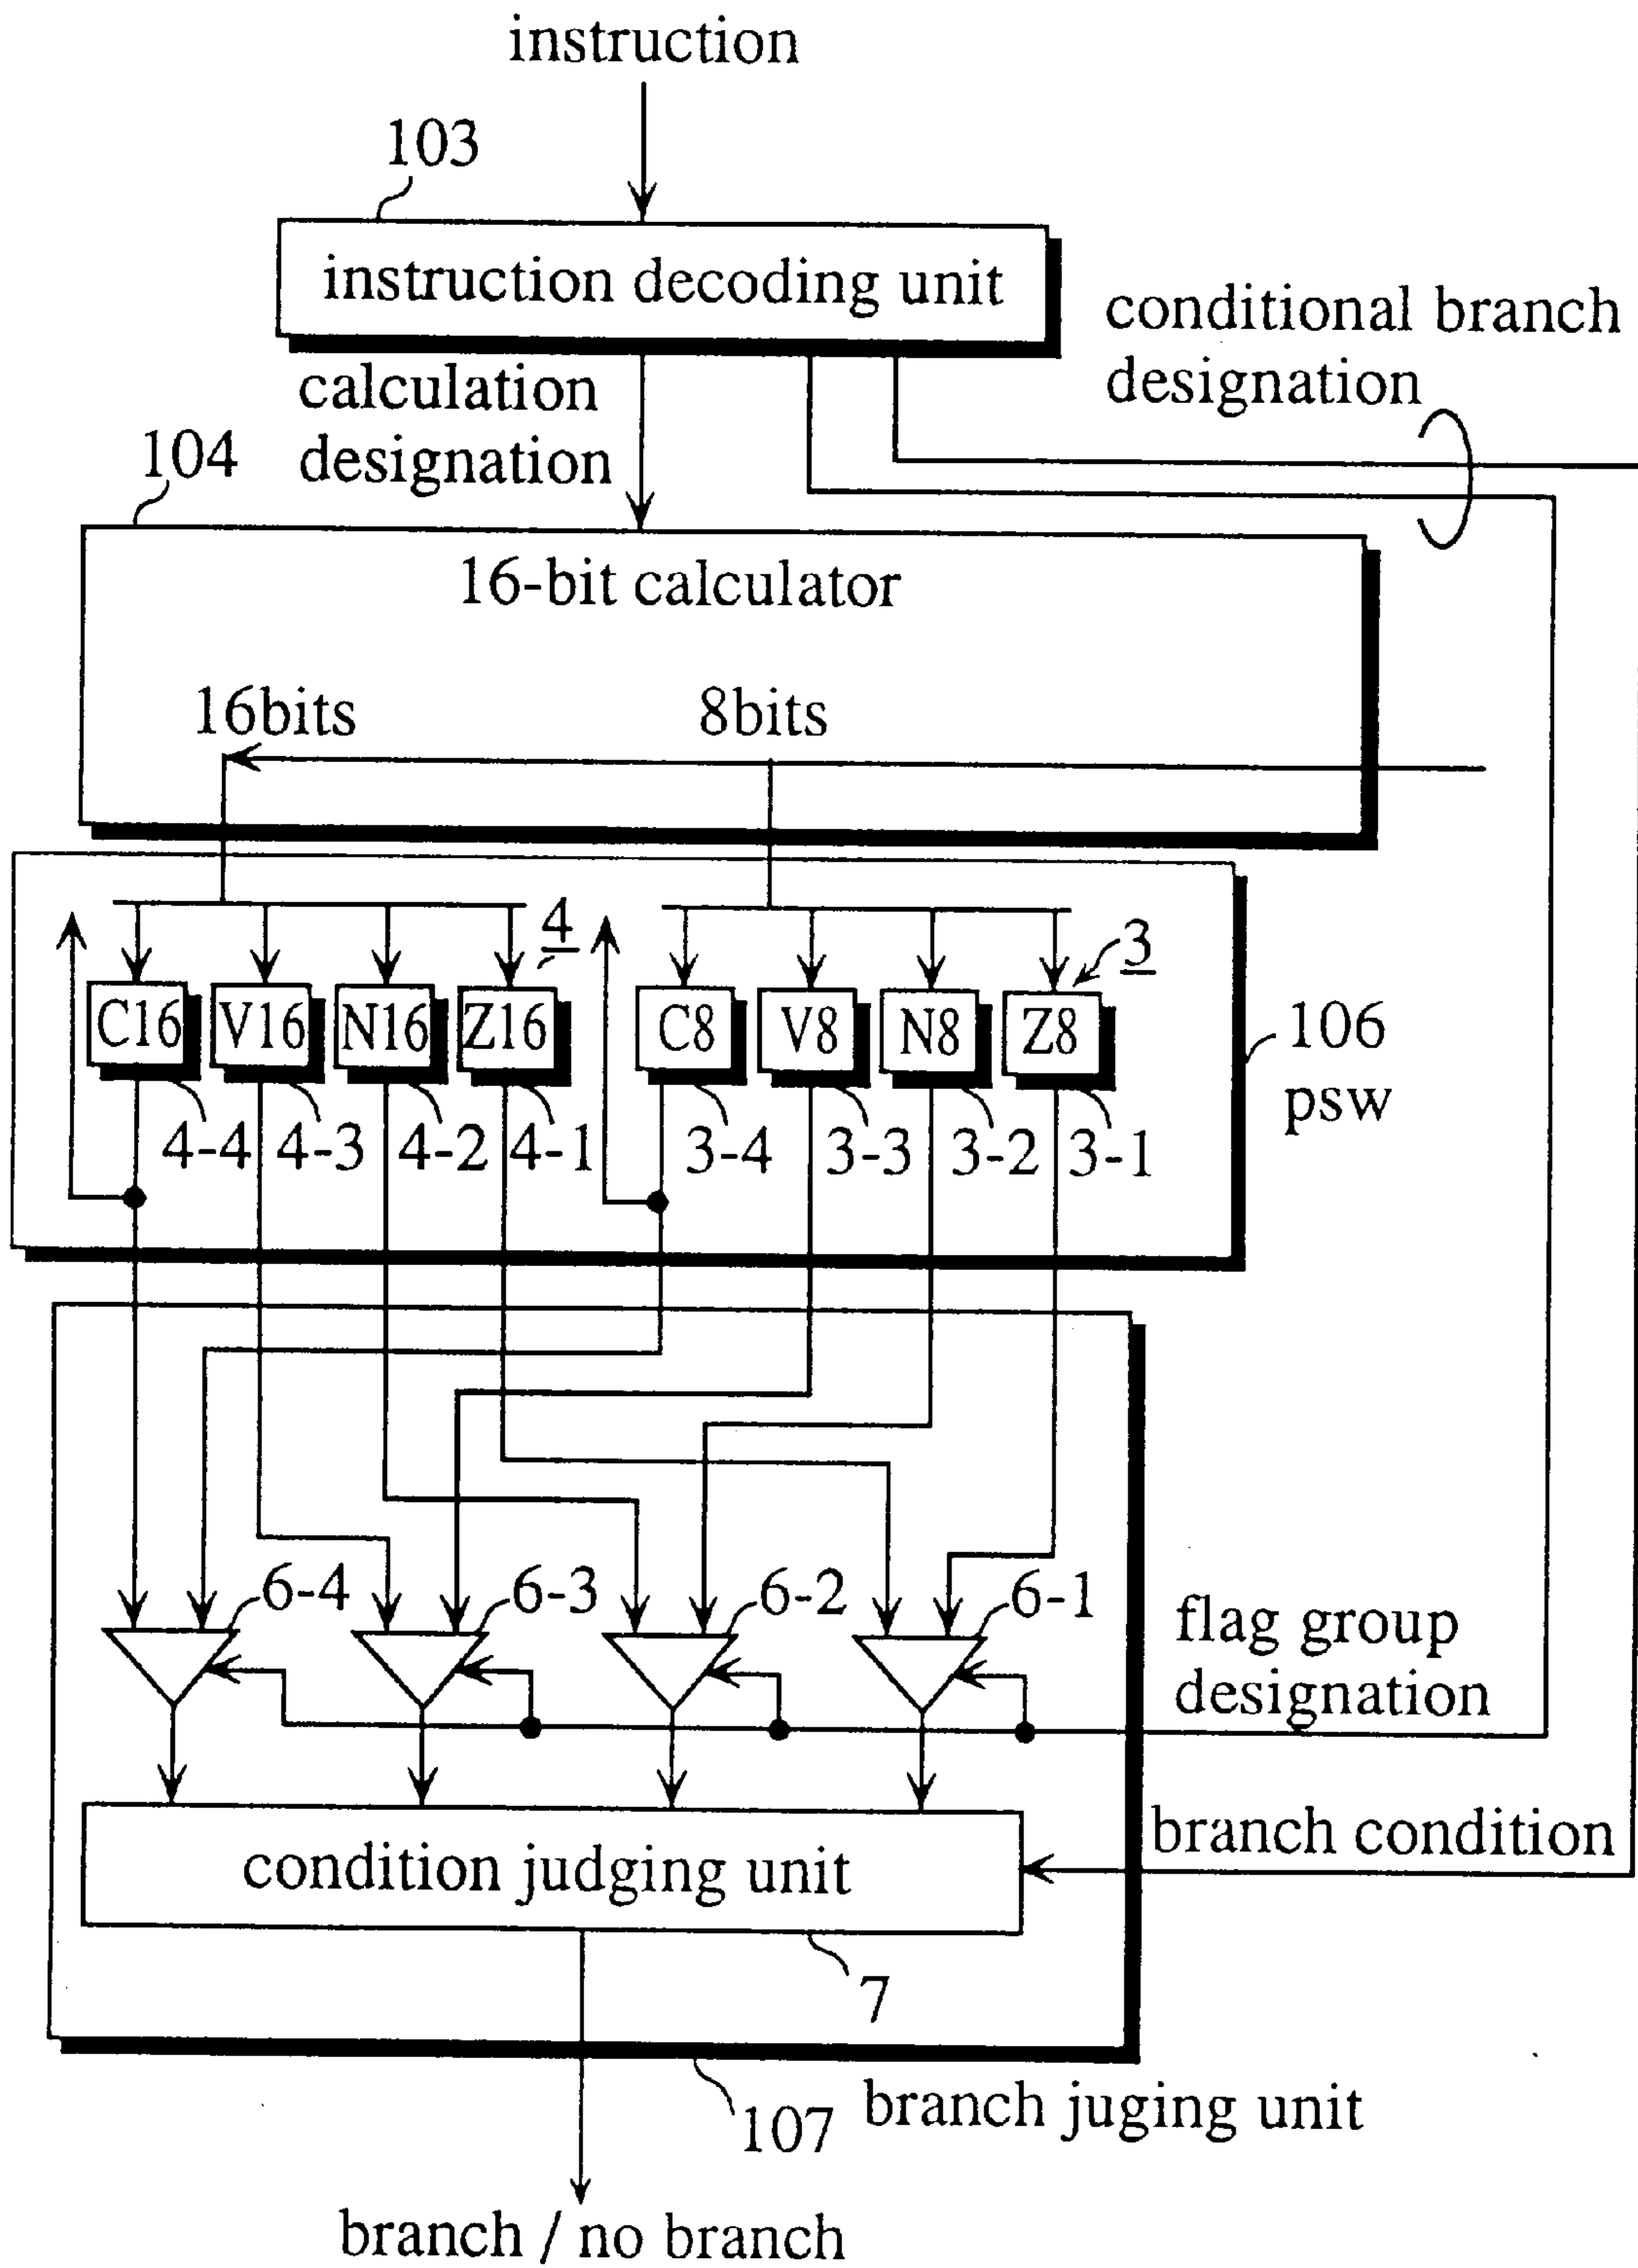 instruction
103
instruction decoding unit
conditional branch
designation
calculation
designation
104
16-bit calculator
16bits
8bits
4
3
C16 V16 N16 Z16 C8 V8 N8 Z8
106
psw
4-4 4-3 4-2 4-1 3-4 3-3 3-2 3-1
6-4 6-3 6-2 6-1
flag group
designation
branch condition
condition judging unit
7
107
branch juging unit
branch / no branch